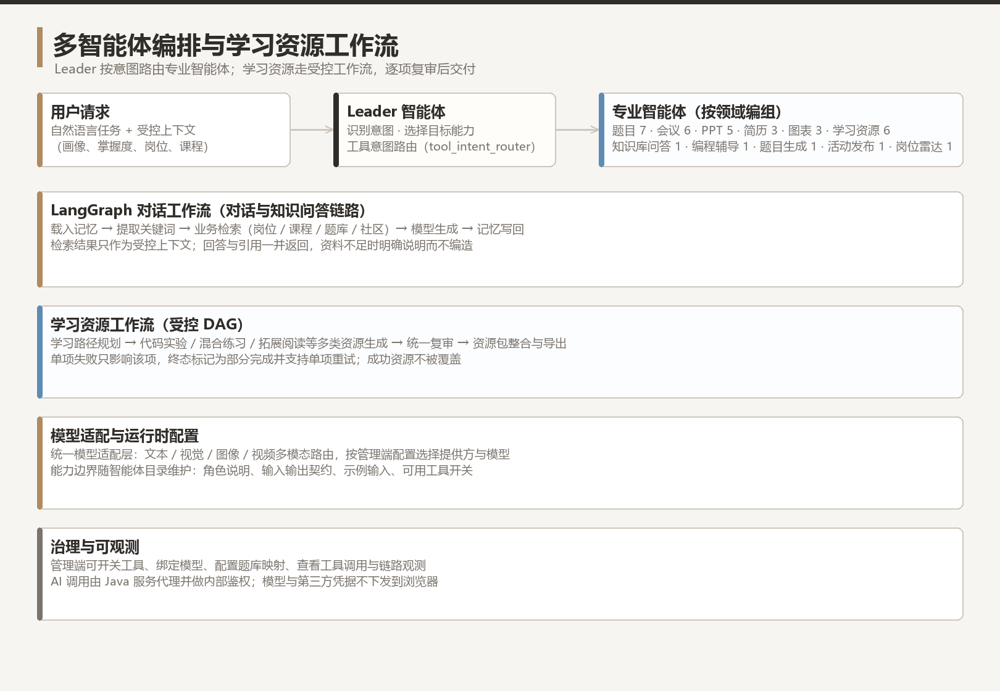 多智能体编排与学习资源工作流
Leader 按意图路由专业智能体；学习资源走受控工作流，逐项复审后交付
用户请求
自然语言任务 + 受控上下文
（画像、掌握度、岗位、课程）
Leader 智能体
识别意图 · 选择目标能力
工具意图路由（tool_intent_router）
专业智能体（按领域编组）
题目 7 · 会议 6 · PPT 5 · 简历 3 · 图表 3 · 学习资源 6
知识库问答 1 · 编程辅导 1 · 题目生成 1 · 活动发布 1 · 岗位雷达 1
LangGraph 对话工作流（对话与知识问答链路）
载入记忆 → 提取关键词 → 业务检索（岗位 / 课程 / 题库 / 社区）→ 模型生成 → 记忆写回
检索结果只作为受控上下文；回答与引用一并返回，资料不足时明确说明而不编造
学习资源工作流（受控 DAG）
学习路径规划 → 代码实验 / 混合练习 / 拓展阅读等多类资源生成 → 统一复审 → 资源包整合与导出
单项失败只影响该项，终态标记为部分完成并支持单项重试；成功资源不被覆盖
模型适配与运行时配置
统一模型适配层：文本 / 视觉 / 图像 / 视频多模态路由，按管理端配置选择提供方与模型
能力边界随智能体目录维护：角色说明、输入输出契约、示例输入、可用工具开关
治理与可观测
管理端可开关工具、绑定模型、配置题库映射、查看工具调用与链路观测
AI 调用由 Java 服务代理并做内部鉴权；模型与第三方凭据不下发到浏览器